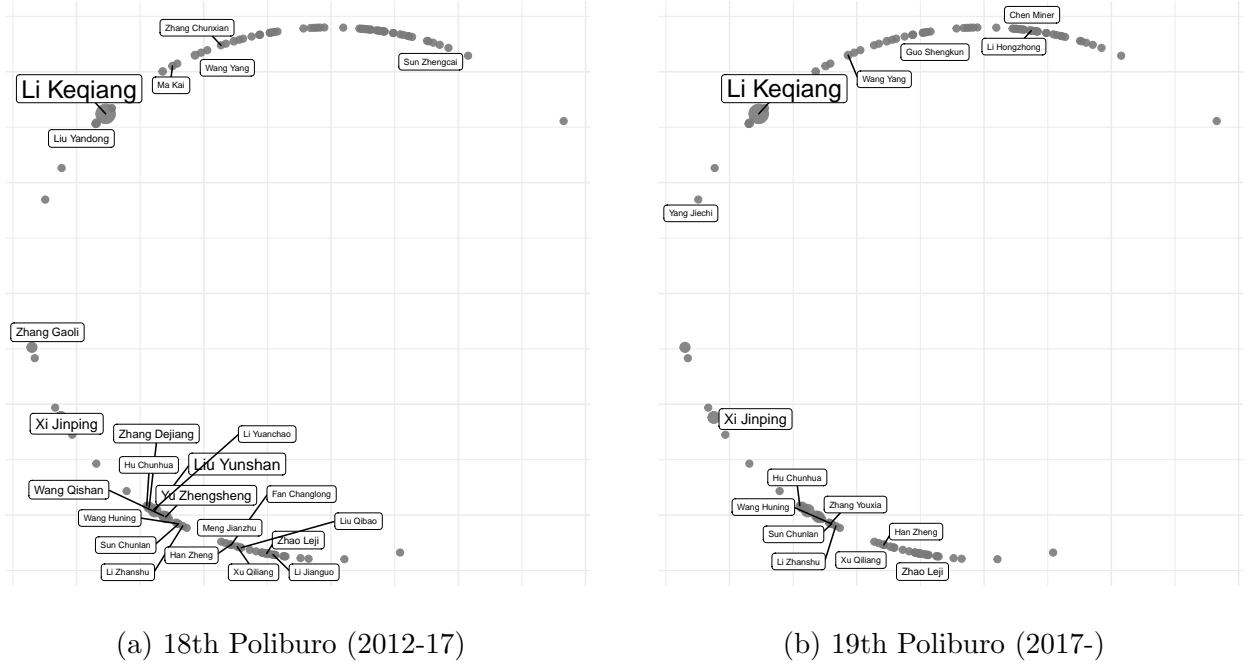 Zhang Chunxian
Wang Yang
Sun Zhengcai
Ma Kai
Li Keqiang
Liu Yandong
Zhang Gaoli
Xi Jinping
Zhang Dejiang
Li Yuanchao
Hu Chunhua
Liu Yunshan
Wang Qishan
Yu Zhengsheng
Fan Changlong
Wang Huning
Meng Jianzhu
Liu Qibao
Sun Chunlan
Han Zheng
Zhao Leji
Li Zhanshu
Xu Qiliang
Li Jianguo
(a) 18th Poliburo (2012-17)
Chen Miner
Guo Shengkun
Li Hongzhong
Wang Yang
Li Keqiang
Yang Jiechi
Xi Jinping
Hu Chunhua
Wang Huning
Zhang Youxia
Sun Chunlan
Han Zheng
Li Zhanshu
Xu Qiliang
Zhao Leji
(b) 19th Poliburo (2017-)